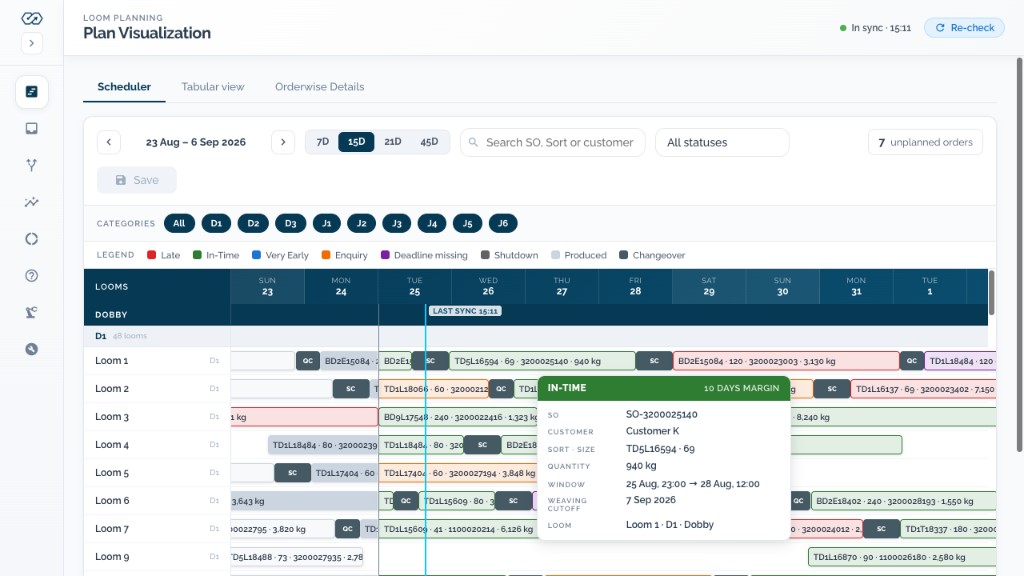 LOOM PLANNING
Plan Visualization
In sync · 15:11
Re-check
Scheduler
Tabular view
Orderwise Details
23 Aug – 6 Sep 2026
7D
15D
21D
45D
Search SO, Sort or customer
All statuses
7 unplanned orders
Save
CATEGORIES
All
D1
D2
D3
J1
J2
J3
J4
J5
J6
LEGEND
Late
In-Time
Very Early
Enquiry
Deadline missing
Shutdown
Produced
Changeover
LOOMS
SUN 23
MON 24
TUE 25
WED 26
THU 27
FRI 28
SAT 29
SUN 30
MON 31
TUE 1
DOBBY
LAST SYNC 15:11
D1 48 looms
Loom 1 D1
QC
BD2E15084 ·
BD2E1
SC
TD5L16594 · 69 · 3200025140 · 940 kg
SC
BD2E15084 · 120 · 3200023003 · 3,130 kg
QC
TD1L18484 · 120
Loom 2 D1
SC
TD1L18066 · 60 · 32000212
QC
SC
TD1L16137 · 69 · 3200023402 · 7,150
Loom 3 D1
1 kg
BD9L17548 · 240 · 3200022416 · 1,323 kg
8,240 kg
Loom 4 D1
TD1L18484 · 80 · 32000239
TD1L18484 · 80 · 320
SC
BD2E18
Loom 5 D1
SC
TD1L17404 · 60
TD1L17404 · 60 · 3200027194 · 3,848 kg
Loom 6 D1
3,643 kg
QC
TD1L15609 · 80 · 3
SC
QC
BD2E18402 · 240 · 3200028193 · 1,550 kg
Loom 7 D1
0022795 · 3,820 kg
QC
TD1L15609 · 41 · 1100020214 · 6,126 kg
3200024012 · 2,
SC
TD1T18337 · 180 · 32000
Loom 9 D1
TD5L18488 · 73 · 3200027935 · 2,78
TD1L16870 · 90 · 1100026180 · 2,580 kg
IN-TIME
10 DAYS MARGIN
SO SO-3200025140
CUSTOMER Customer K
SORT · SIZE TD5L16594 · 69
QUANTITY 940 kg
WINDOW 25 Aug, 23:00 → 28 Aug, 12:00
WEAVING CUTOFF 7 Sep 2026
LOOM Loom 1 · D1 · Dobby